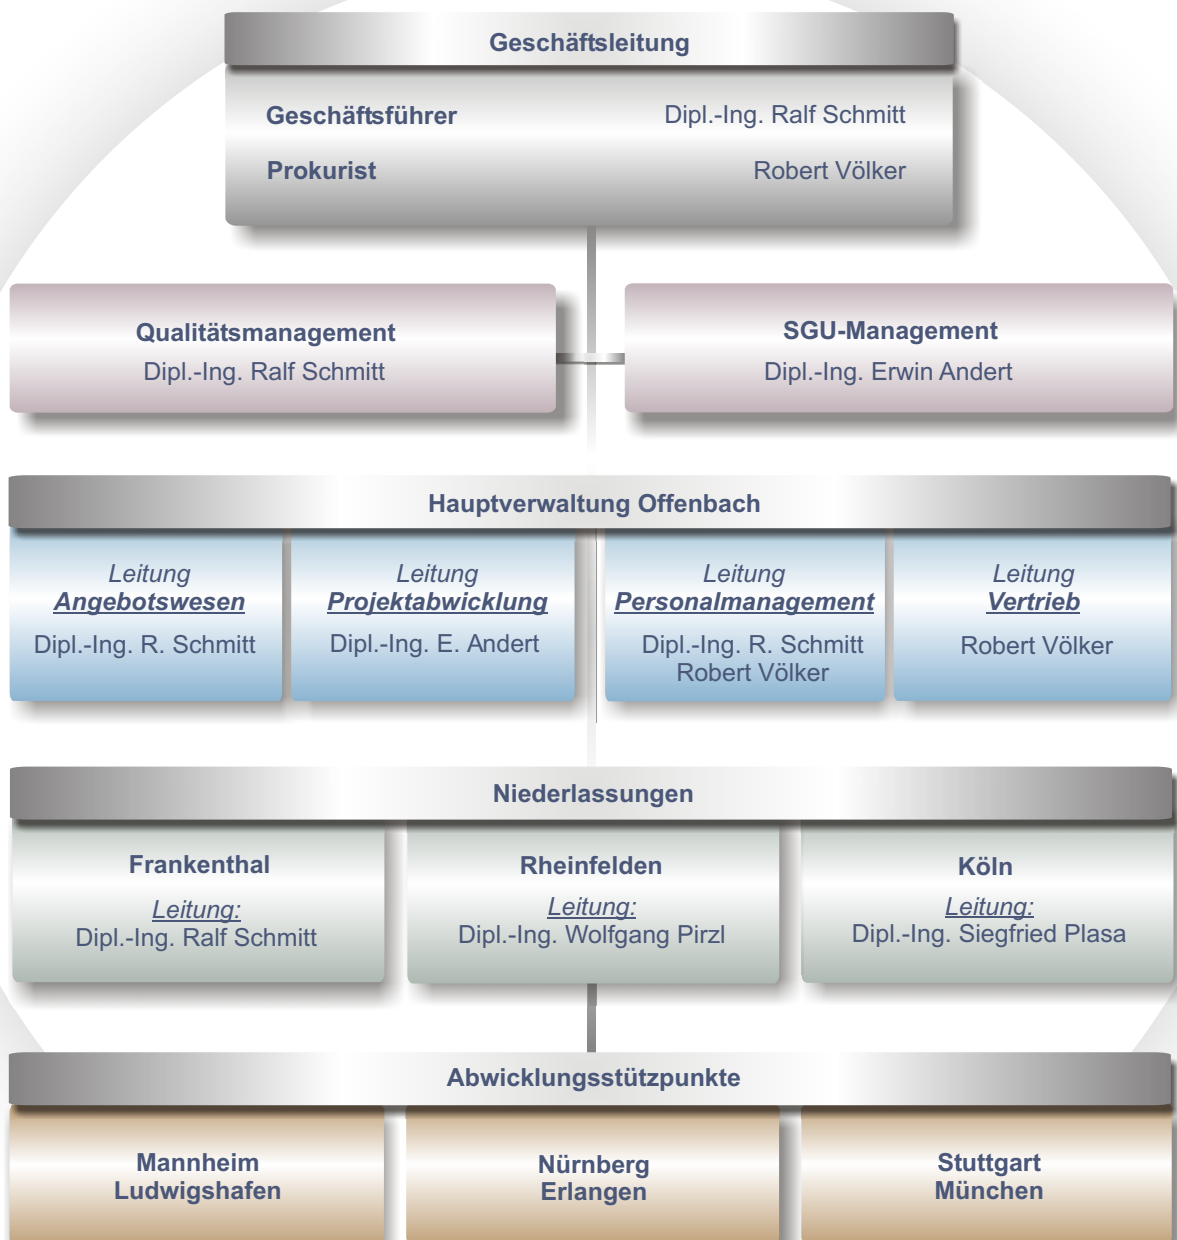 Geschäftsleitung
Geschäftsführer Dipl.-Ing. Ralf Schmitt
Prokurist Robert Völker
Qualitätsmanagement
Dipl.-Ing. Ralf Schmitt
SGU-Management
Dipl.-Ing. Erwin Andert
Hauptverwaltung Offenbach
Leitung
Angebotswesen
Dipl.-Ing. R. Schmitt
Leitung
Projektabwicklung
Dipl.-Ing. E. Andert
Leitung
Personalmanagement
Dipl.-Ing. R. Schmitt
Robert Völker
Leitung
Vertrieb
Robert Völker
Niederlassungen
Frankenthal
Leitung:
Dipl.-Ing. Ralf Schmitt
Rheinfelden
Leitung:
Dipl.-Ing. Wolfgang Pirzl
Köln
Leitung:
Dipl.-Ing. Siegfried Plasa
Abwicklungsstützpunkte
Mannheim
Ludwigshafen
Nürnberg
Erlangen
Stuttgart
München